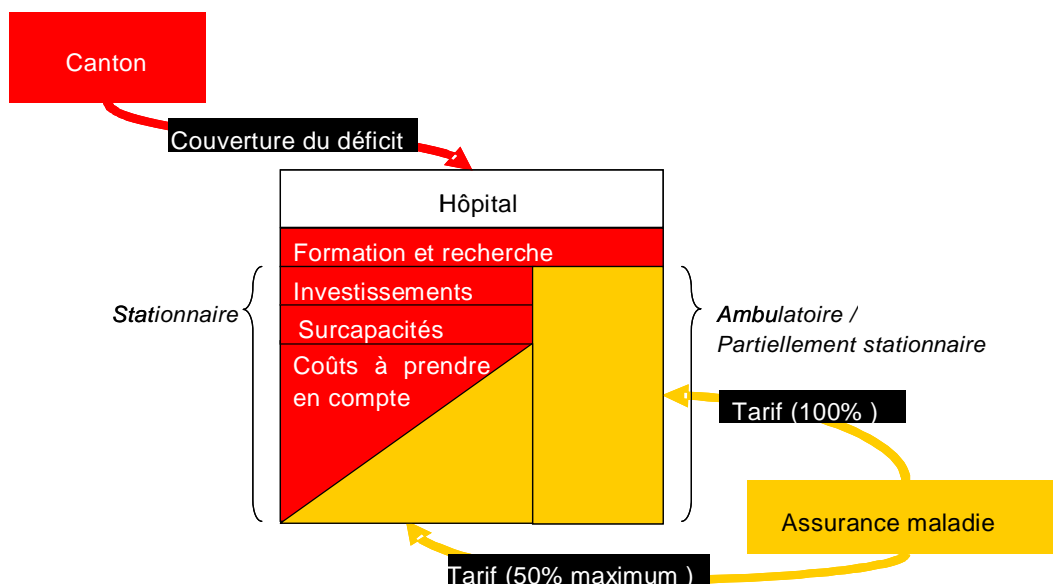 Canton
Couverture du déficit
Hôpital
Formation et recherche
Investissements
Surcapacités
Coûts à prendre
en compte
Stationnaire
Ambulatoire /
Partiellement stationnaire
Tarif (100% )
Assurance maladie
Tarif (50% maximum )